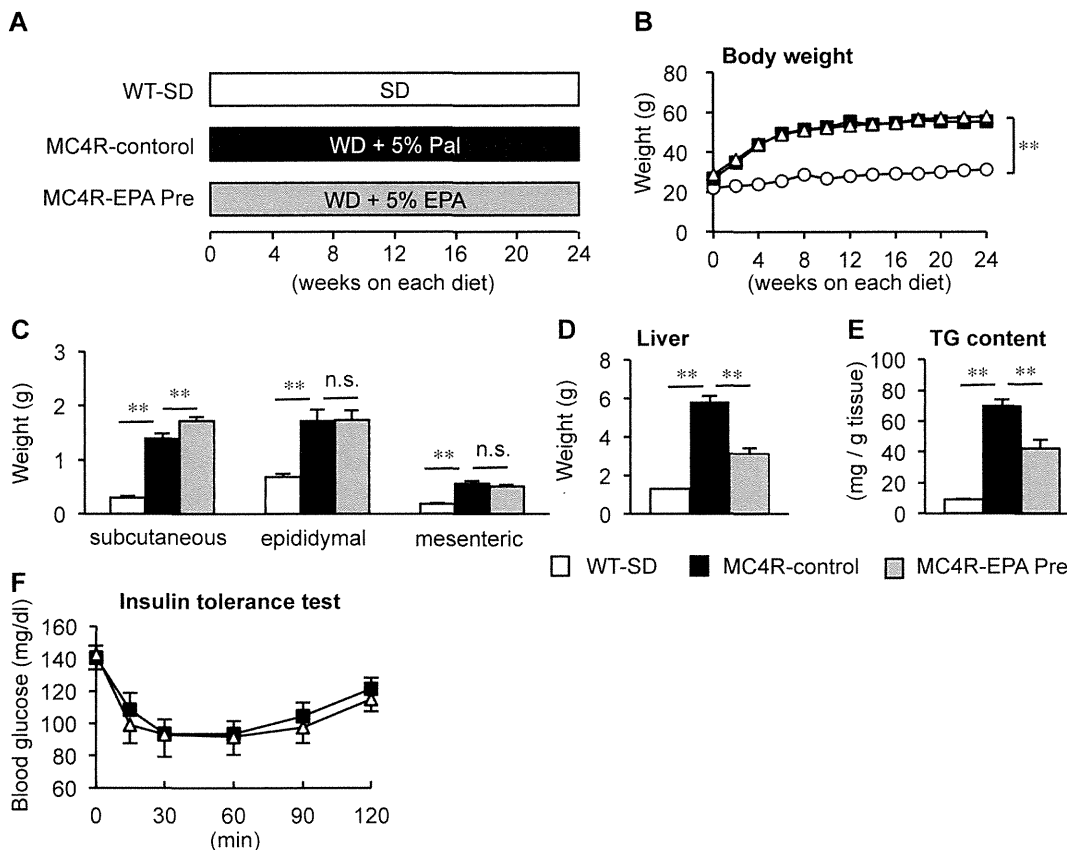 A
WT-SD
SD
MC4R-contorol
WD + 5% Pal
MC4R-EPA Pre
WD + 5% EPA
0 4 8 12 16 20 24
(weeks on each diet)
B
Body weight
Weight (g)
80
60
40
20
0
**
0 4 8 12 16 20 24
(weeks on each diet)
C
Weight (g)
3
2
1
0
** **
** n.s.
** n.s.
subcutaneous epididymal mesenteric
D
Liver
Weight (g)
8
6
4
2
0
** **
E
TG content
(mg / g tissue)
100
80
60
40
20
0
** **
WT-SD MC4R-control MC4R-EPA Pre
F
Insulin tolerance test
Blood glucose (mg/dl)
160
140
120
100
80
60
0 30 60 90 120
(min)